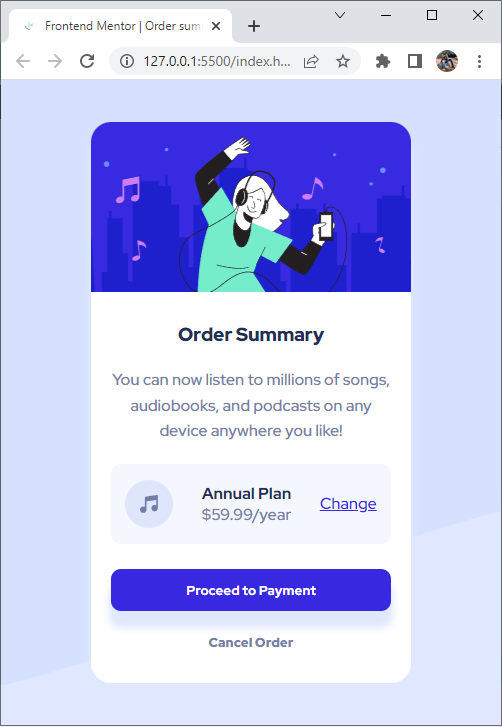 Frontend Mentor | Order sum
127.0.0.1:5500/index.h...
Order Summary
You can now listen to millions of songs,
audiobooks, and podcasts on any
device anywhere you like!
Annual Plan
$59.99/year
Change
Proceed to Payment
Cancel Order